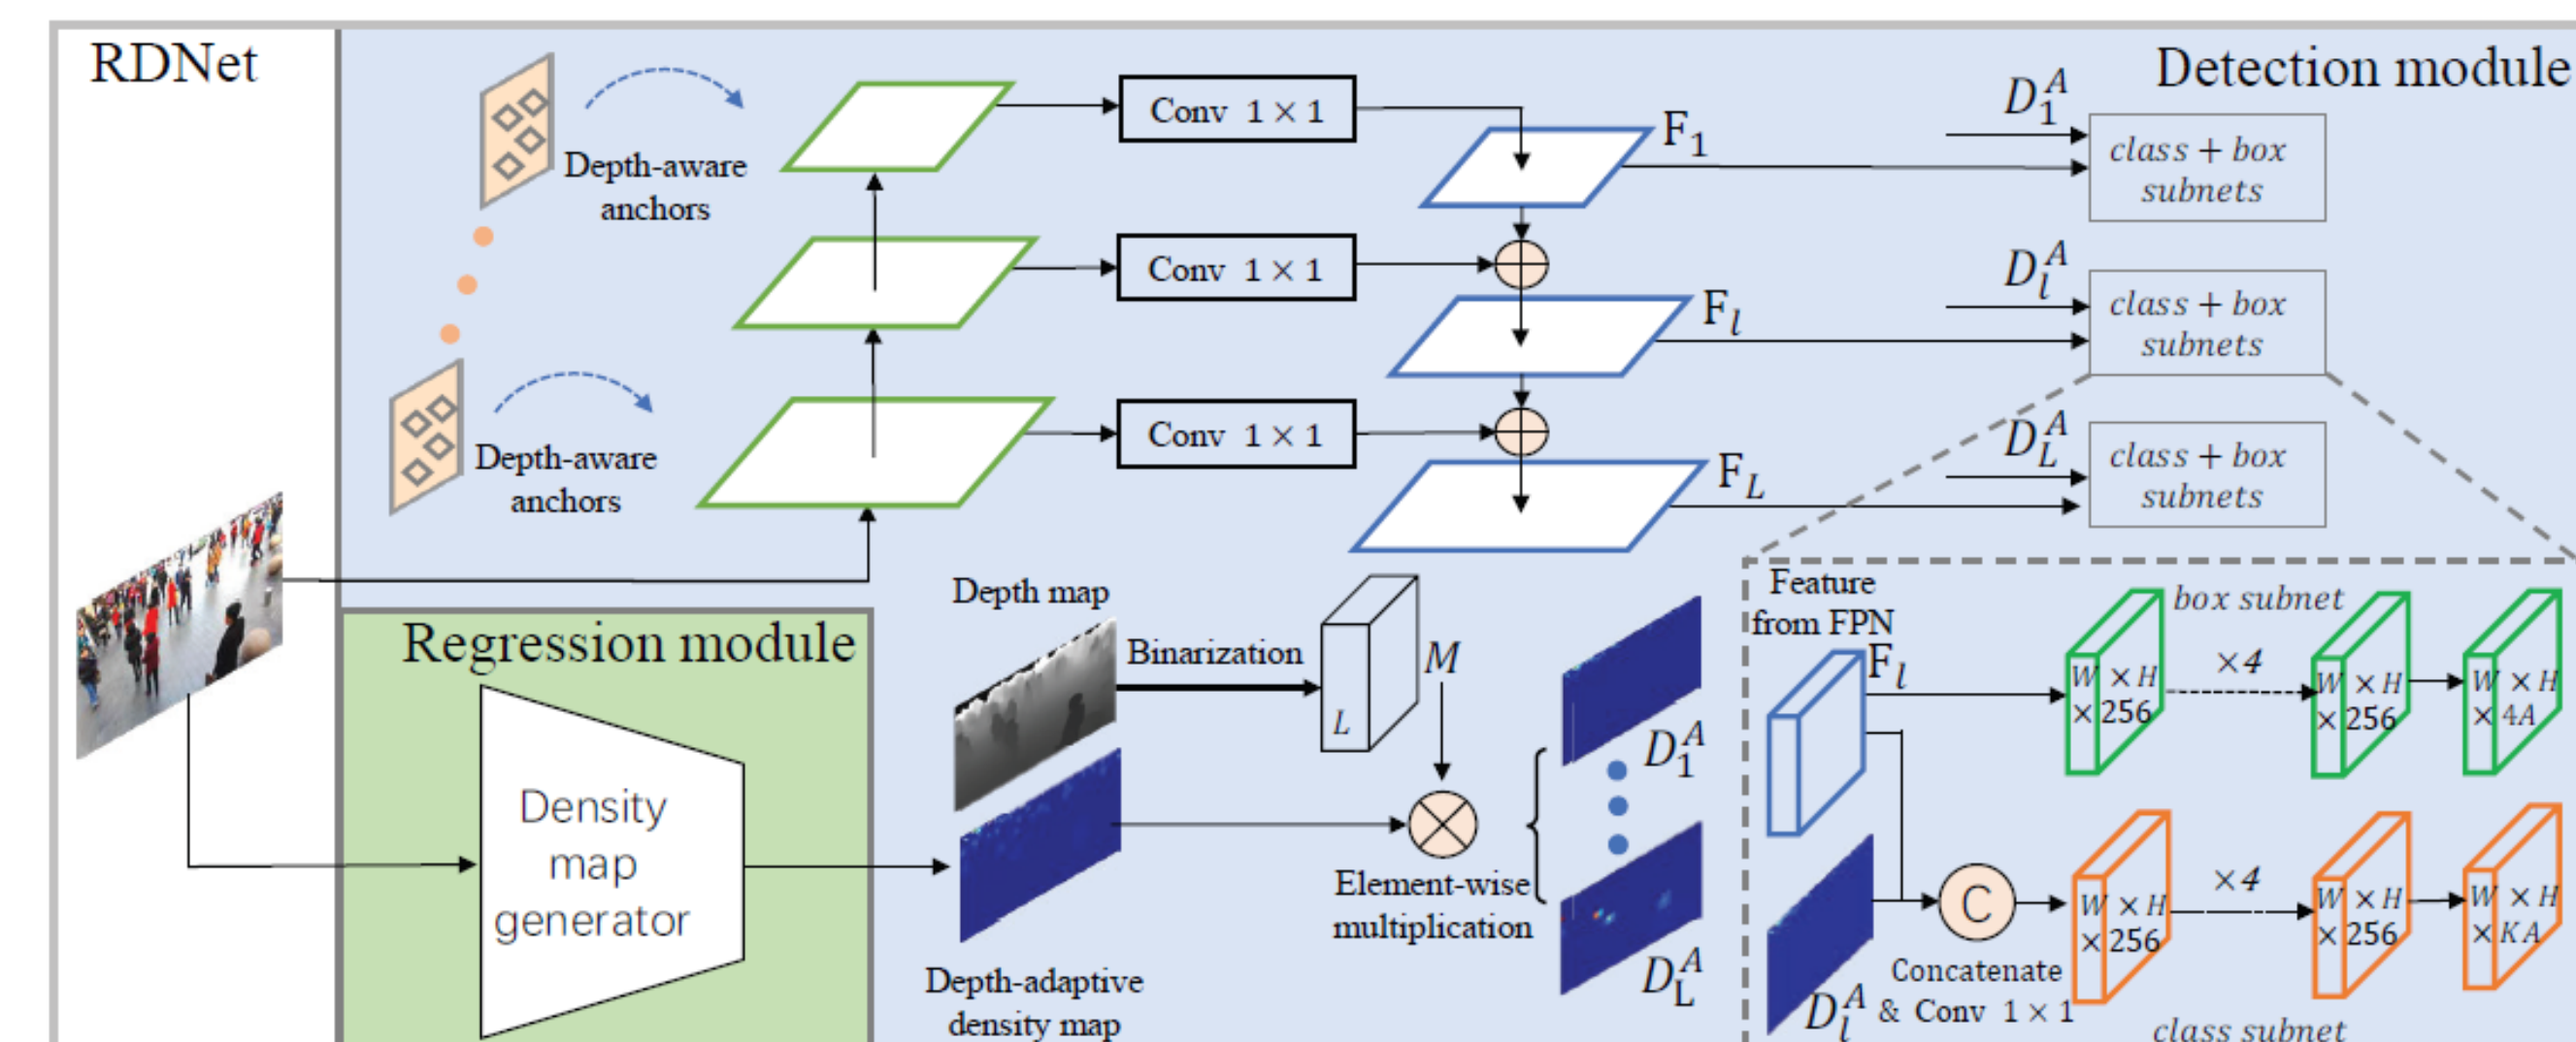 RDNet
Detection module
Depth-aware
anchors
Conv 1 × 1
F₁
D₁ᴬ
class + box
subnets
Conv 1 × 1
Fₗ
Dₗᴬ
class + box
subnets
Depth-aware
anchors
Conv 1 × 1
F_L
D_Lᴬ
class + box
subnets
Regression module
Density
map
generator
Depth map
Binarization
L
M
Depth-adaptive
density map
Element-wise
multiplication
D₁ᴬ
D_Lᴬ
Feature
from FPN
Fₗ
box subnet
W × H
× 256
×4
W × H
× 256
W × H
× 4A
Dₗᴬ
C
Concatenate
& Conv 1 × 1
W × H
× 256
×4
W × H
× 256
W × H
× KA
class subnet